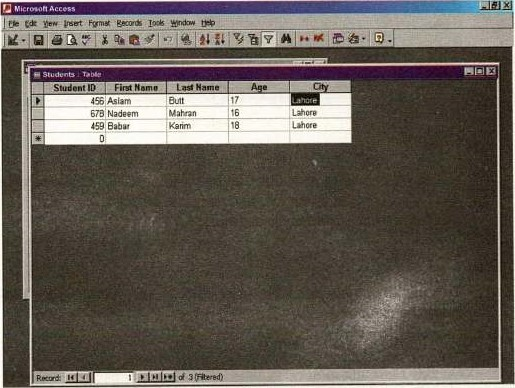 Microsoft Access
File Edit View Insert Format Records Tools Window Help
Students : Table
Student ID First Name Last Name Age City
456 Aslam Butt 17 Lahore
678 Nadeem Mahran 16 Lahore
459 Babar Karim 18 Lahore
0
Record: 1 of 3 (Filtered)